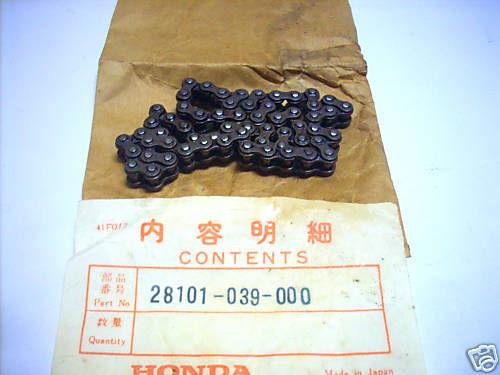 内容明細
CONTENTS
部品
番号
Part No
28101-039-000
数量
Quantity
HONDA
Made in Japan